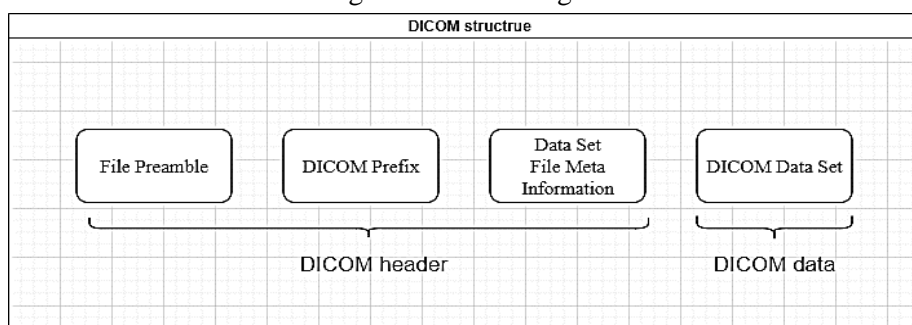 DICOM structrue
File Preamble
DICOM Prefix
Data Set
File Meta
Information
DICOM Data Set
DICOM header
DICOM data